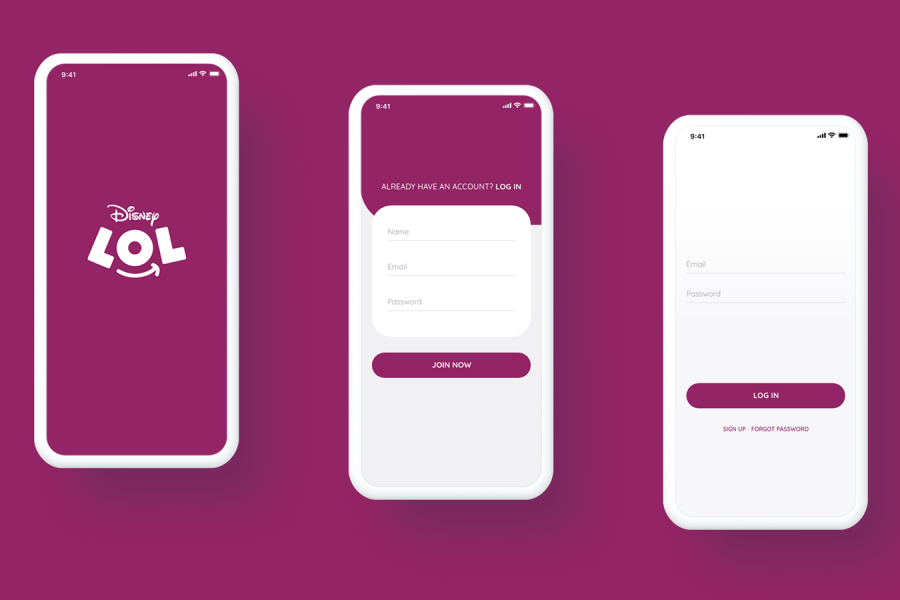 9:41
Disney
LOL
9:41
ALREADY HAVE AN ACCOUNT? LOG IN
Name
Email
Password
JOIN NOW
9:41
Email
Password
LOG IN
SIGN UP · FORGOT PASSWORD